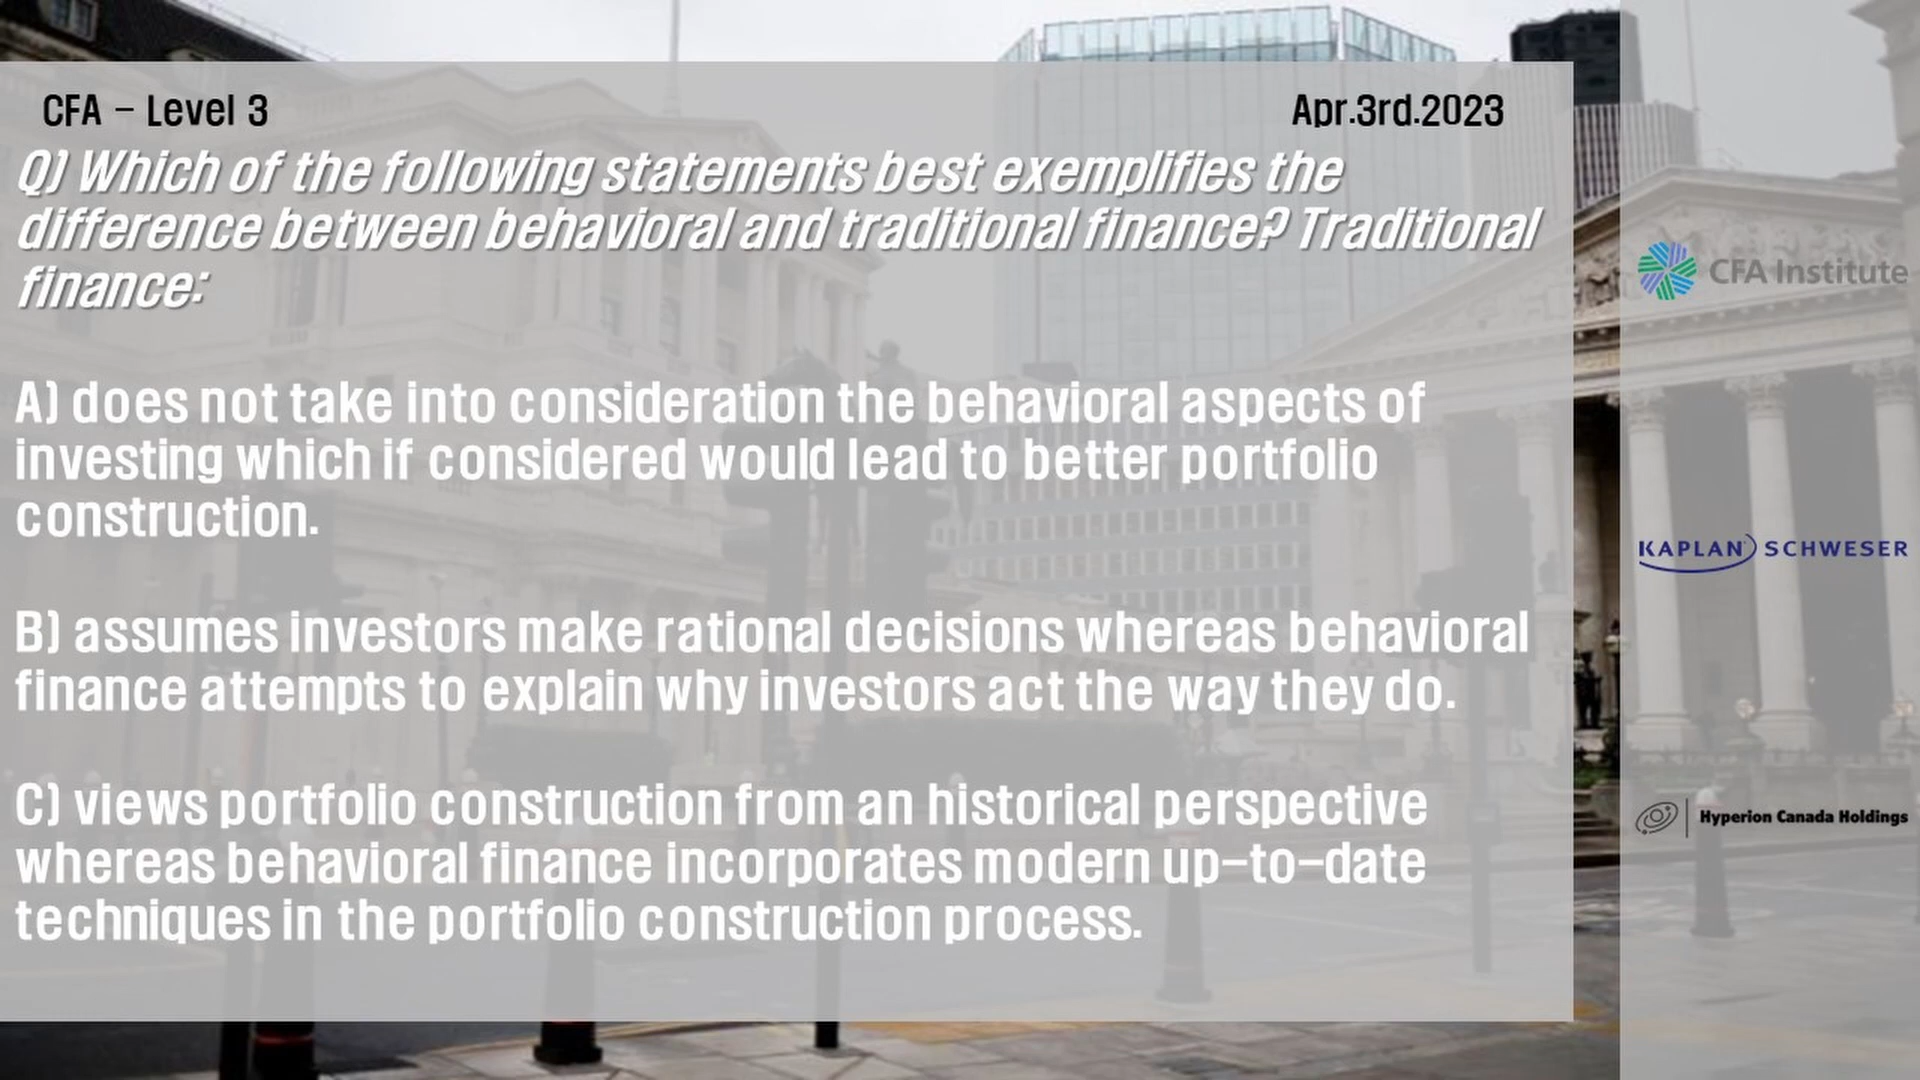 CFA - Level 3
Apr.3rd.2023
Q) Which of the following statements best exemplifies the
difference between behavioral and traditional finance? Traditional
finance:
A) does not take into consideration the behavioral aspects of
investing which if considered would lead to better portfolio
construction.
B) assumes investors make rational decisions whereas behavioral
finance attempts to explain why investors act the way they do.
C) views portfolio construction from an historical perspective
whereas behavioral finance incorporates modern up-to-date
techniques in the portfolio construction process.
CFA Institute
KAPLAN SCHWESER
Hyperion Canada Holdings